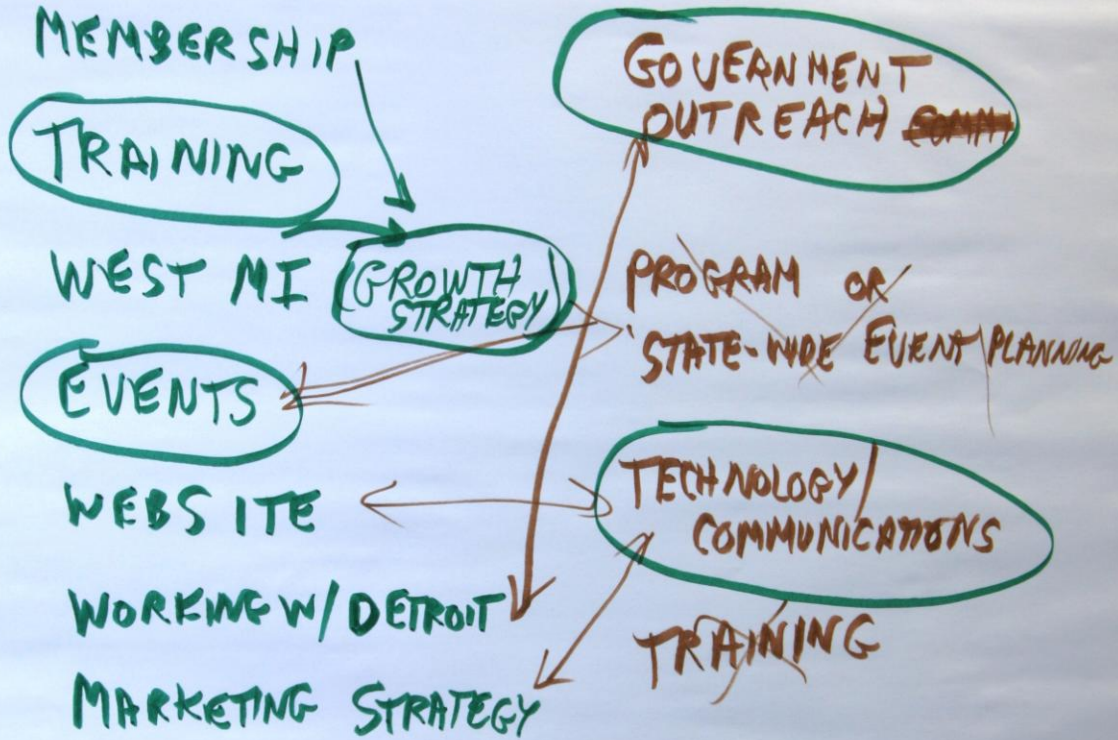 MEMBERSHIP
TRAINING
WEST MI (GROWTH
STRATEGY)
EVENTS
WEBSITE
WORKING W/ DETROIT
MARKETING STRATEGY
GOVERNMENT
OUTREACH COMM
PROGRAM OR
STATE-WIDE EVENT PLANNING
TECHNOLOGY/
COMMUNICATIONS
TRAINING